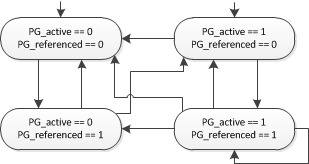 PG_active == 0
PG_referenced == 0
PG_active == 1
PG_referenced == 0
PG_active == 0
PG_referenced == 1
PG_active == 1
PG_referenced == 1